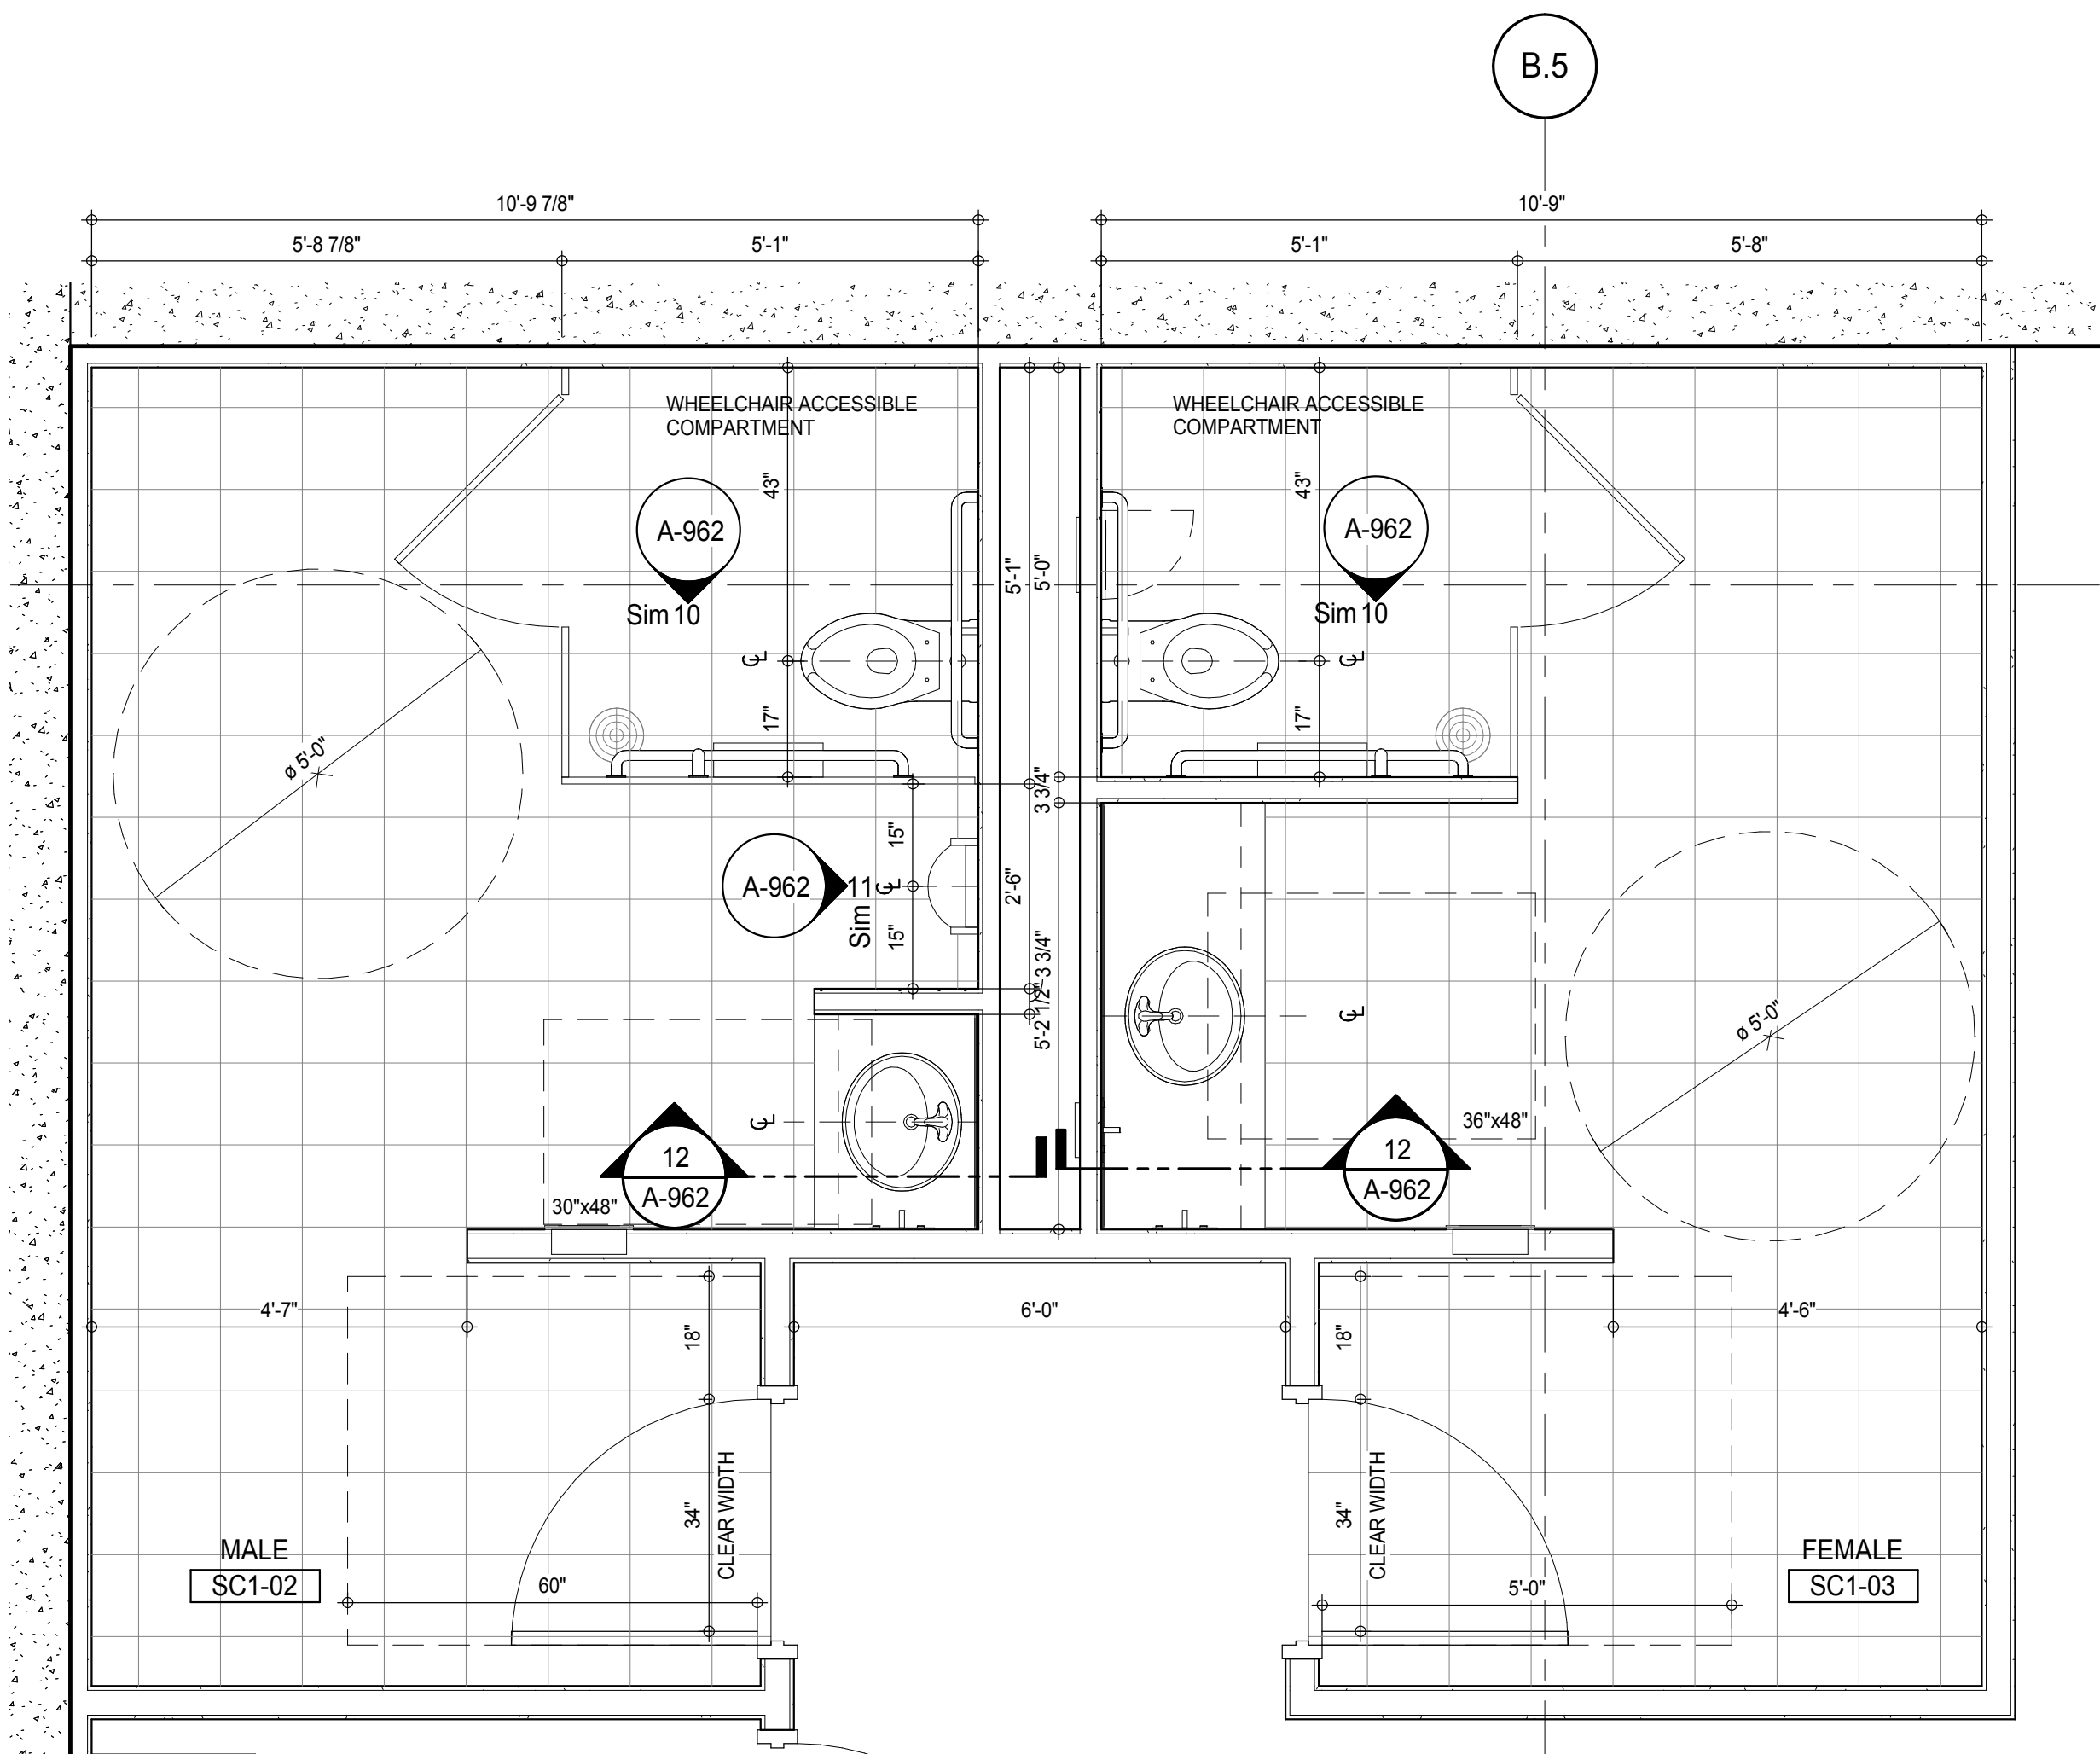 B.5
10'-9 7/8"
10'-9"
5'-8 7/8"
5'-1"
5'-1"
5'-8"
WHEELCHAIR ACCESSIBLE
COMPARTMENT
WHEELCHAIR ACCESSIBLE
COMPARTMENT
43"
43"
A-962
Sim 10
A-962
Sim 10
5'-1"
5'-0"
℄
℄
17"
17"
ø 5'-0"
3 3/4"
15"
A-962
11
Sim
℄
15"
2'-6"
3 3/4"
5'-2 1/2"
℄
ø 5'-0"
℄
36"x48"
12
A-962
12
A-962
30"x48"
4'-7"
18"
6'-0"
18"
4'-6"
34"
CLEAR WIDTH
34"
CLEAR WIDTH
MALE
SC1-02
60"
5'-0"
FEMALE
SC1-03